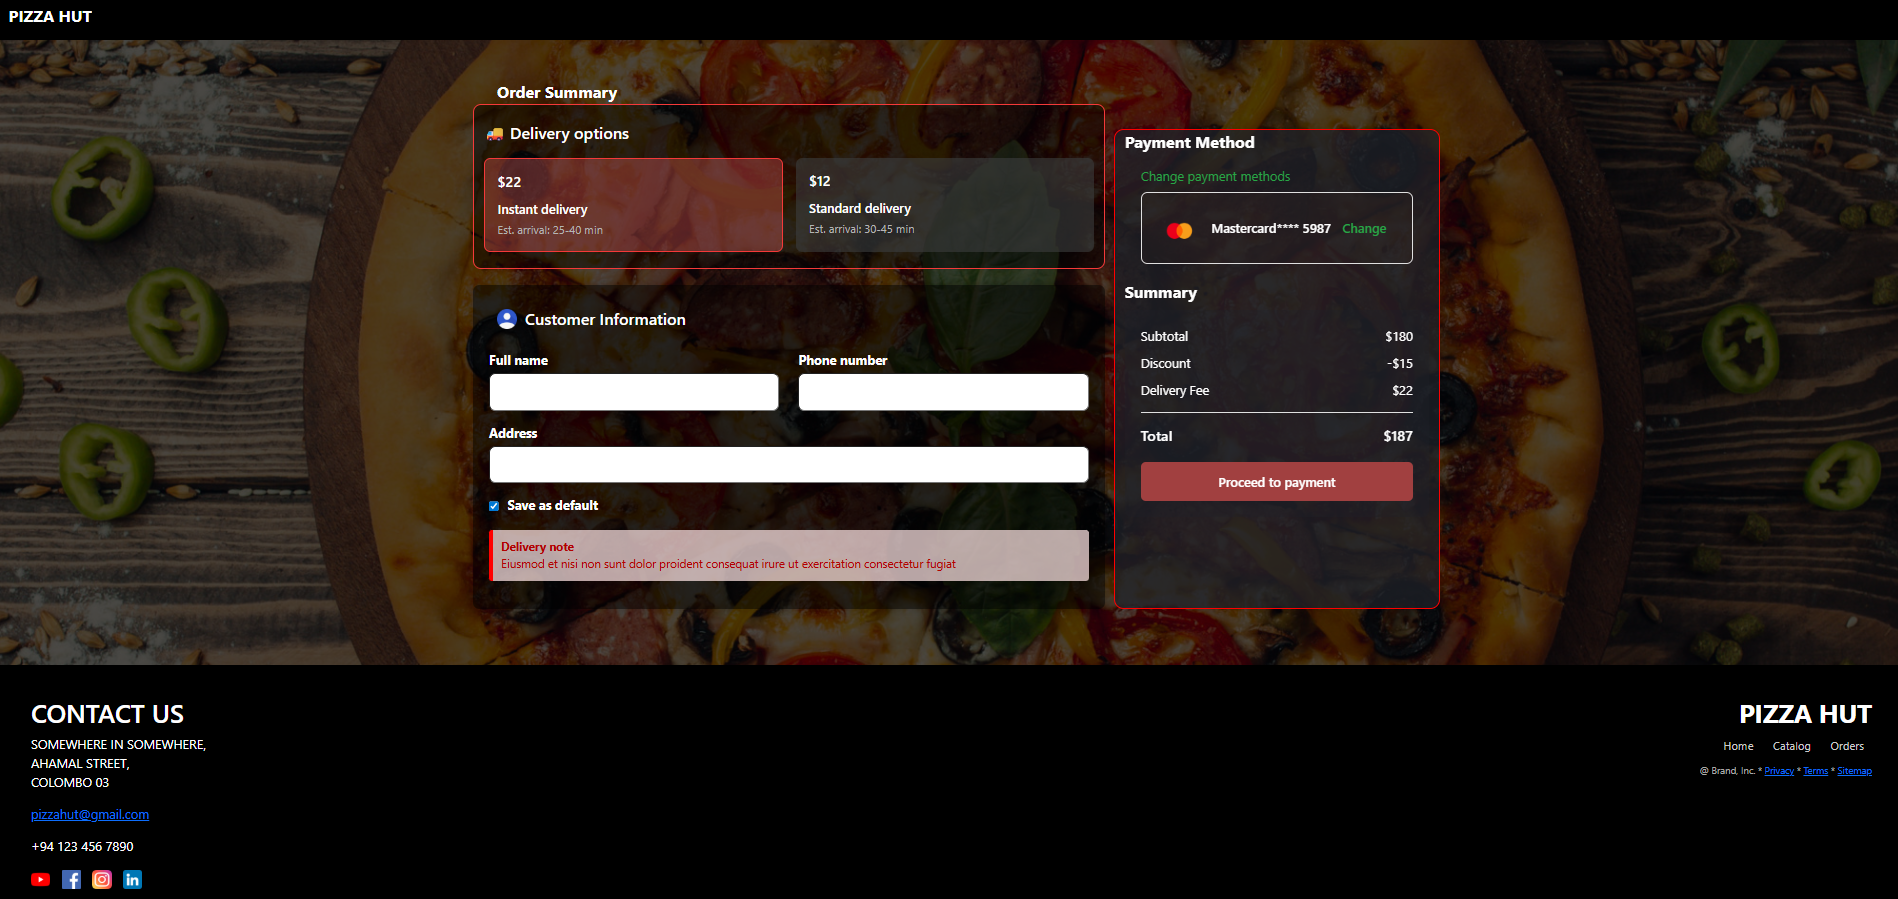 PIZZA HUT
Order Summary
🚚 Delivery options
$22
Instant delivery
Est. arrival: 25-40 min
$12
Standard delivery
Est. arrival: 30-45 min
Customer Information
Full name
Phone number
Address
Save as default
Delivery note
Eiusmod et nisi non sunt dolor proident consequat irure ut exercitation consectetur fugiat
Payment Method
Change payment methods
Mastercard**** 5987 Change
Summary
Subtotal $180
Discount -$15
Delivery Fee $22
Total $187
Proceed to payment
CONTACT US
SOMEWHERE IN SOMEWHERE,
AHAMAL STREET,
COLOMBO 03
pizzahut@gmail.com
+94 123 456 7890
PIZZA HUT
Home Catalog Orders
@ Brand, Inc. * Privacy * Terms * Sitemap